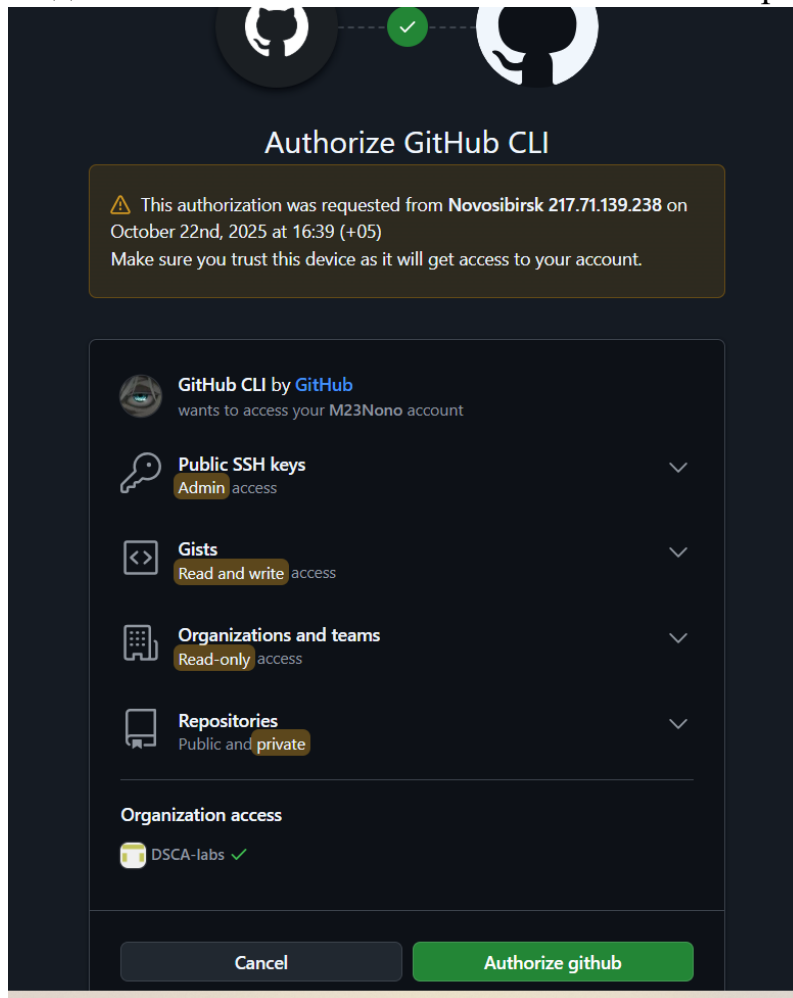 Authorize GitHub CLI
This authorization was requested from Novosibirsk 217.71.139.238 on
October 22nd, 2025 at 16:39 (+05)
Make sure you trust this device as it will get access to your account.
GitHub CLI by GitHub
wants to access your M23Nono account
Public SSH keys
Admin access
Gists
Read and write access
Organizations and teams
Read-only access
Repositories
Public and private
Organization access
DSCA-labs
Cancel
Authorize github